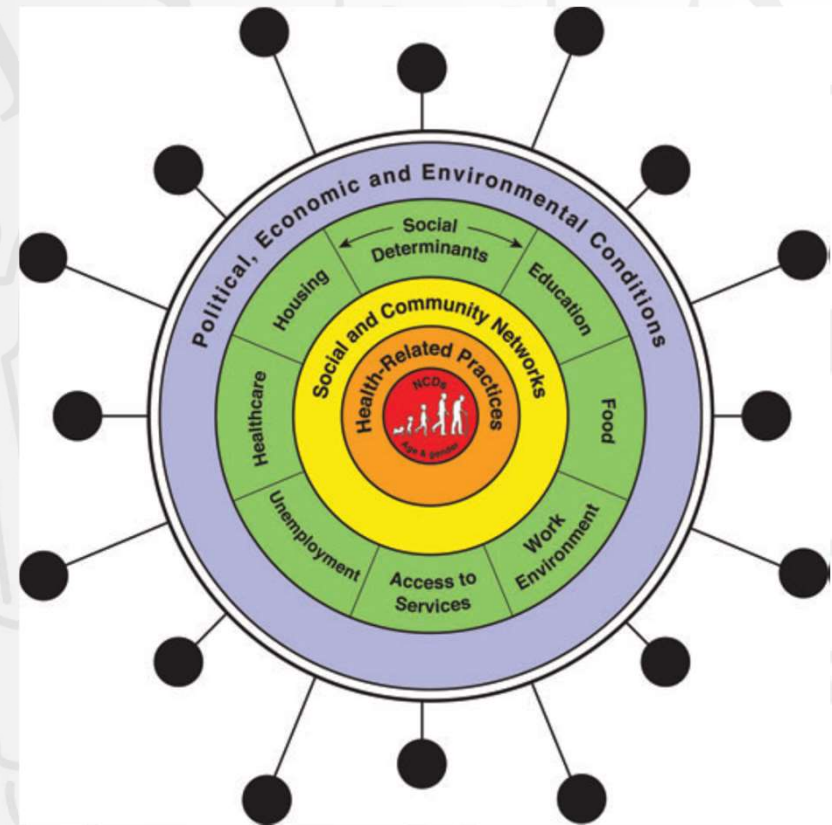 Political, Economic and Environmental Conditions
Social
Determinants
Housing
Education
Healthcare
Food
Unemployment
Work
Environment
Access to
Services
Social and Community Networks
Health-Related Practices
NCDs
Age & gender